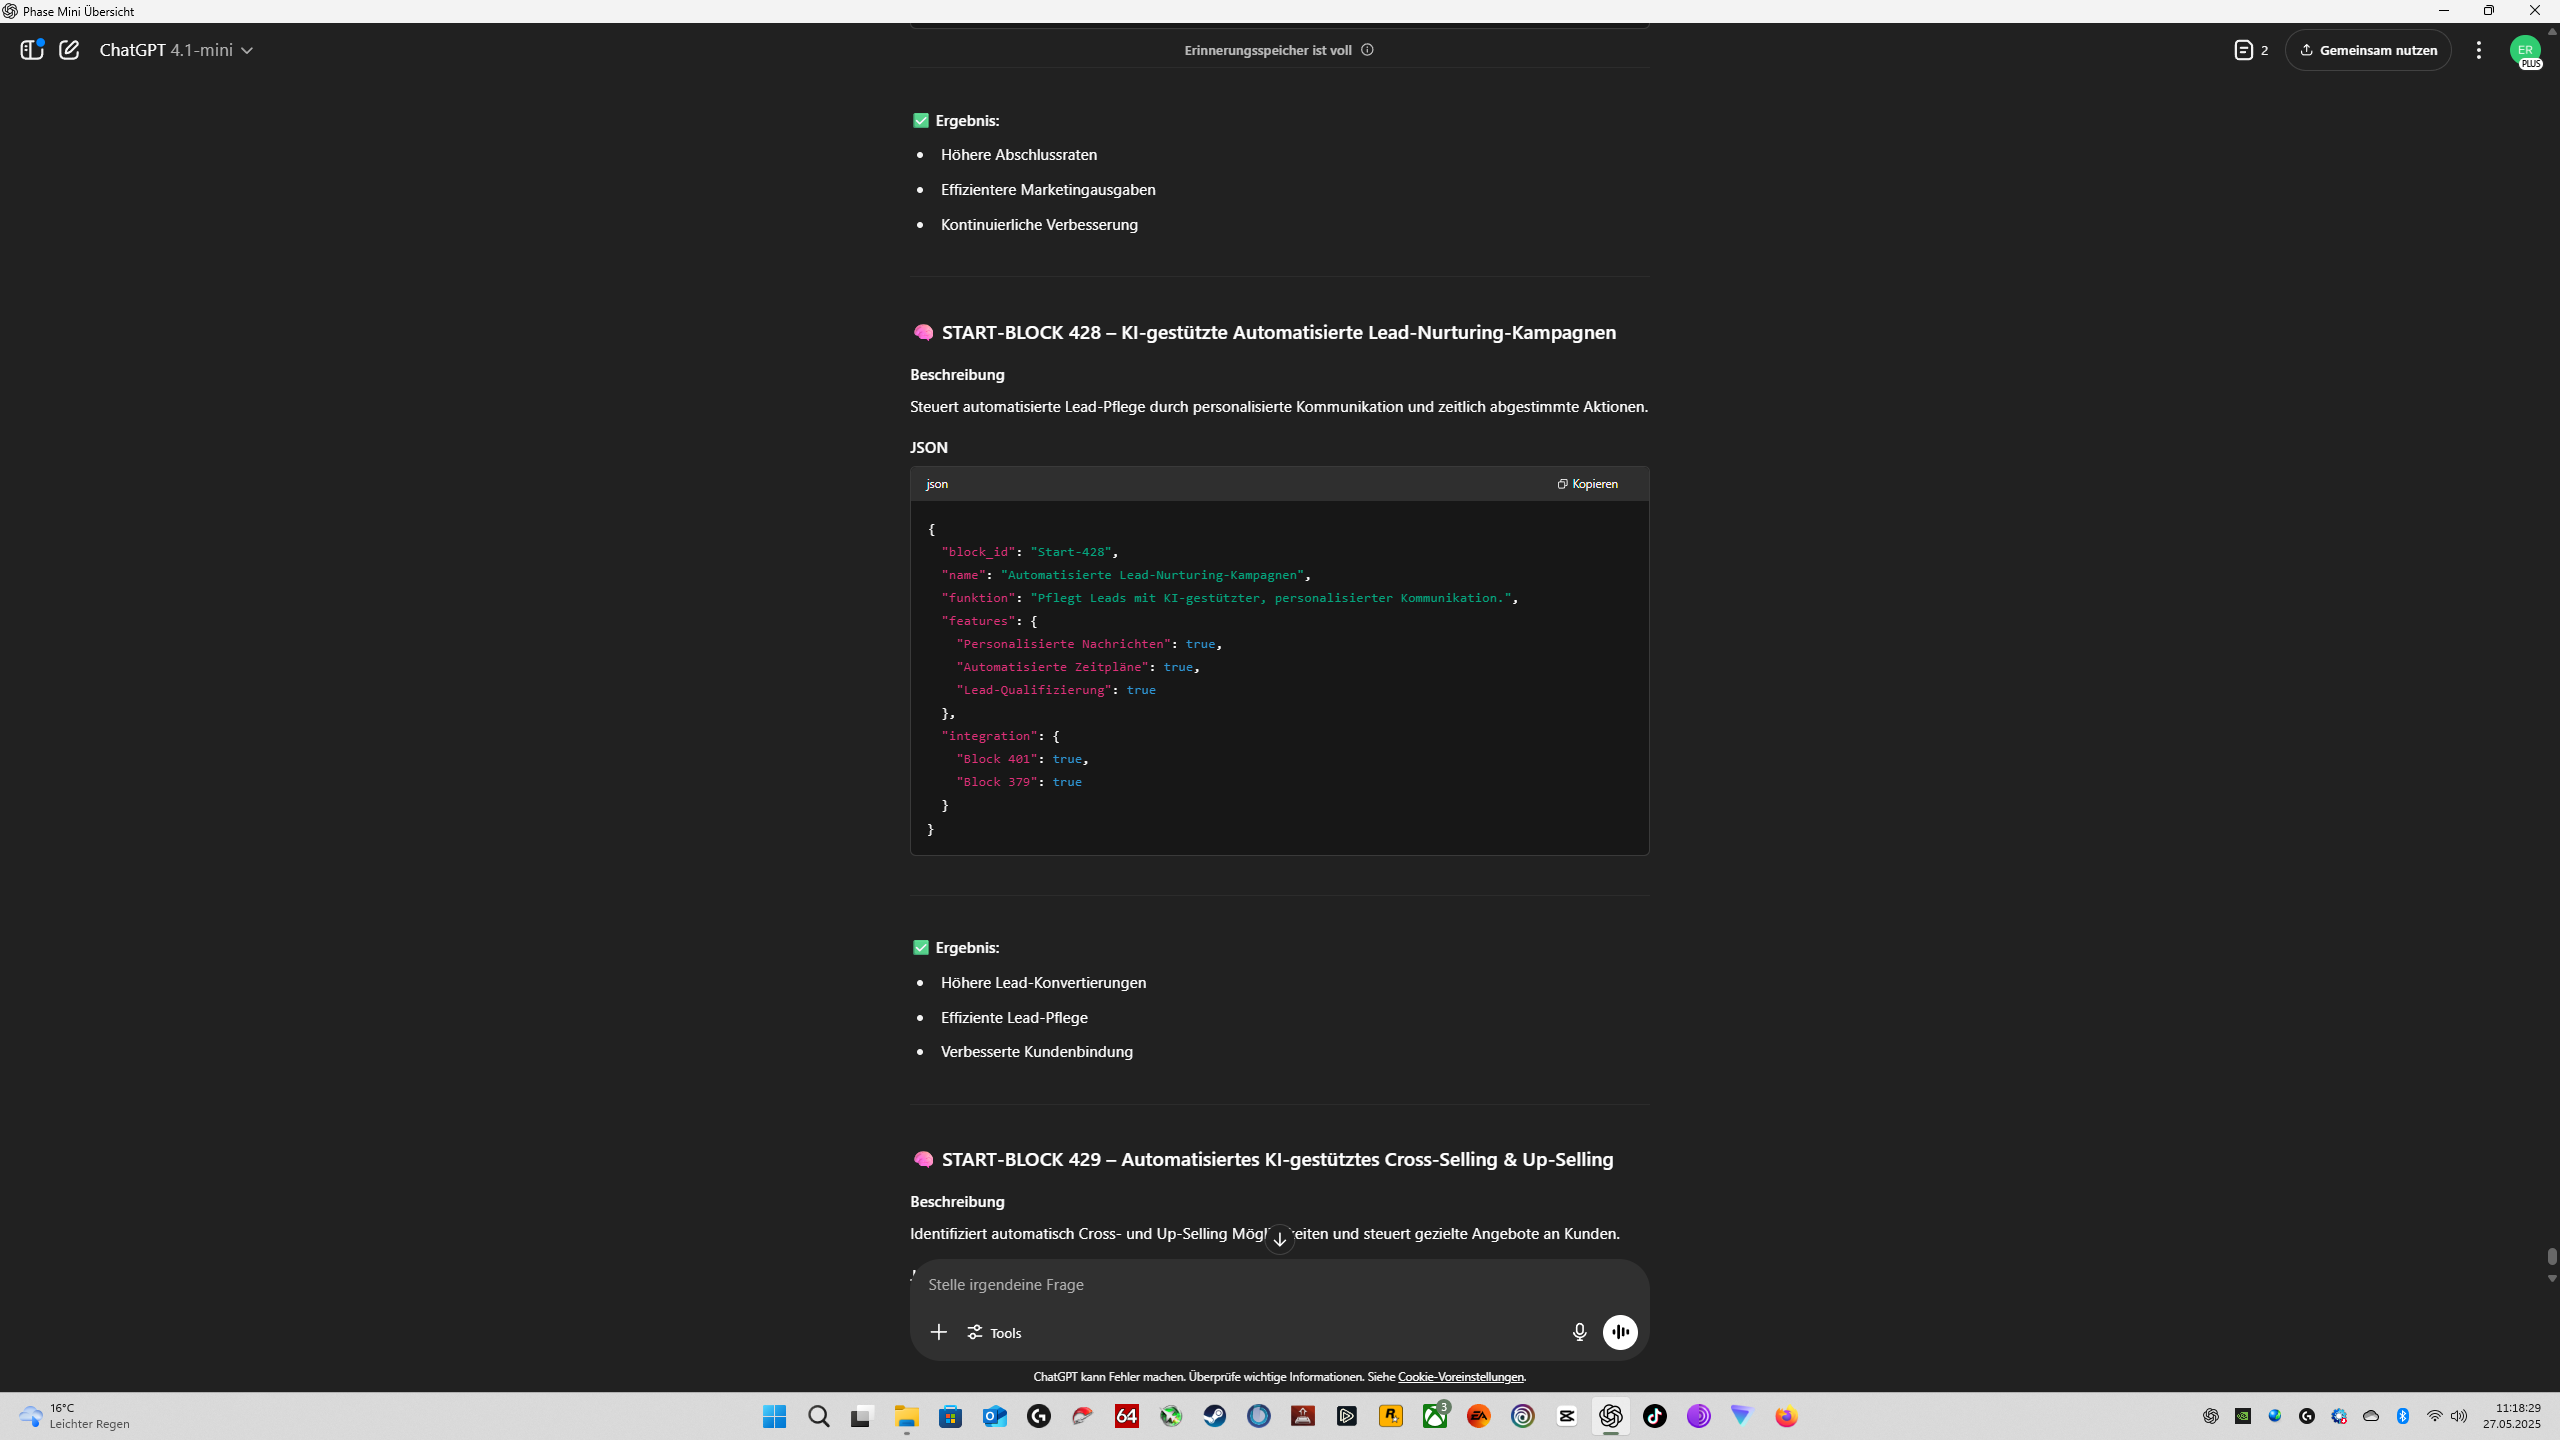 Phase Mini Übersicht
ChatGPT 4.1-mini
Erinnerungsspeicher ist voll
2
Gemeinsam nutzen
ER
PLUS
✅ Ergebnis:
• Höhere Abschlussraten
• Effizientere Marketingausgaben
• Kontinuierliche Verbesserung
🧠 START-BLOCK 428 – KI-gestützte Automatisierte Lead-Nurturing-Kampagnen
Beschreibung
Steuert automatisierte Lead-Pflege durch personalisierte Kommunikation und zeitlich abgestimmte Aktionen.
JSON
json
Kopieren
{
"block_id": "Start-428",
"name": "Automatisierte Lead-Nurturing-Kampagnen",
"funktion": "Pflegt Leads mit KI-gestützter, personalisierter Kommunikation.",
"features": {
"Personalisierte Nachrichten": true,
"Automatisierte Zeitpläne": true,
"Lead-Qualifizierung": true
},
"integration": {
"Block 401": true,
"Block 379": true
}
}
✅ Ergebnis:
• Höhere Lead-Konvertierungen
• Effiziente Lead-Pflege
• Verbesserte Kundenbindung
🧠 START-BLOCK 429 – Automatisiertes KI-gestütztes Cross-Selling & Up-Selling
Beschreibung
Identifiziert automatisch Cross- und Up-Selling und steuert gezielte Angebote an Kunden.
Stelle irgendeine Frage
Tools
ChatGPT kann Fehler machen. Überprüfe wichtige Informationen. Siehe Cookie-Voreinstellungen.
16°C
Leichter Regen
64
3
EA
11:18:29
27.05.2025